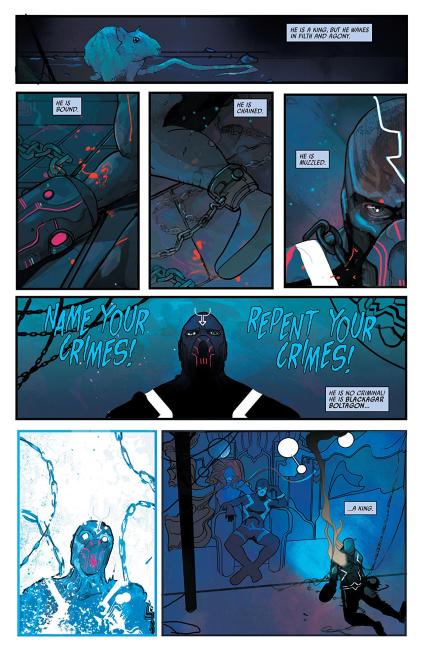 HE IS A KING, BUT HE WAKES
IN FILTH AND AGONY.
HE IS
BOUND.
HE IS
CHAINED.
HE IS
MUZZLED.
NAME YOUR
CRIMES!
REPENT YOUR
CRIMES!
HE IS NO CRIMINAL!
HE IS BLACKAGAR
BOLTAGON...
...A KING.